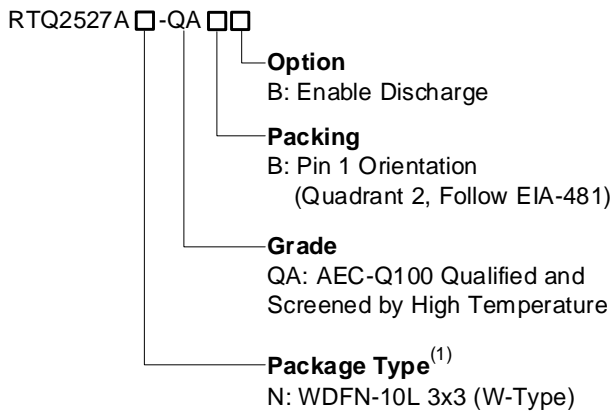 RTQ2527A □-QA □□
Option
B: Enable Discharge
Packing
B: Pin 1 Orientation
(Quadrant 2, Follow EIA-481)
Grade
QA: AEC-Q100 Qualified and
Screened by High Temperature
Package Type(1)
N: WDFN-10L 3x3 (W-Type)